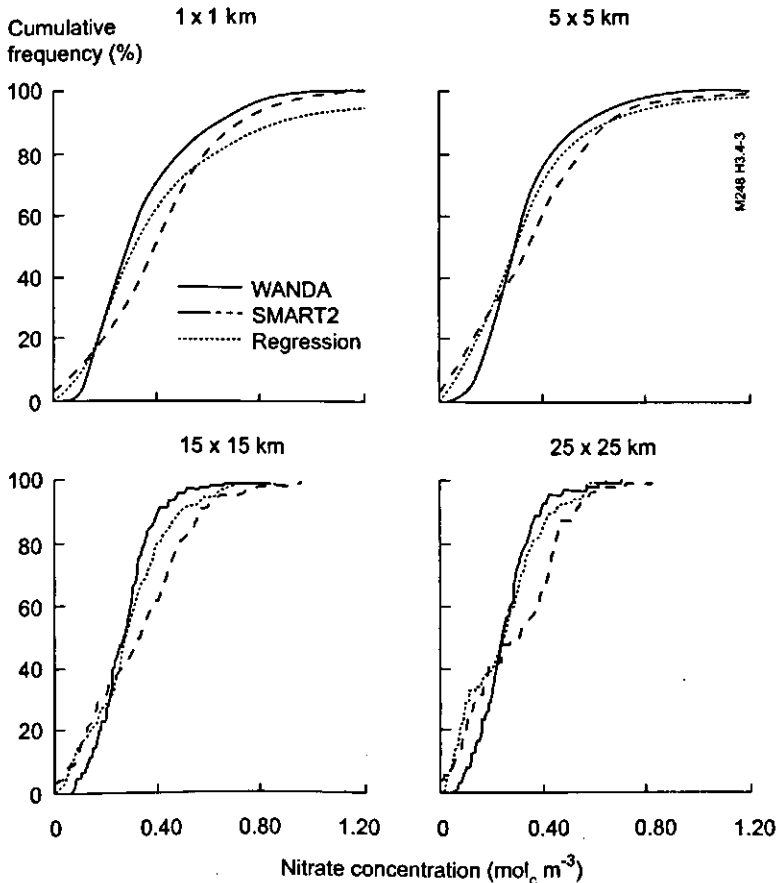 Cumulative
frequency (%)
1 x 1 km
5 x 5 km
100
80
60
40
20
0
WANDA
SMART2
Regression
M248 H3.4-3
15 x 15 km
25 x 25 km
100
80
60
40
20
0
0
0.40
0.80
1.20
0
0.40
0.80
1.20
Nitrate concentration (mol_c m⁻³)